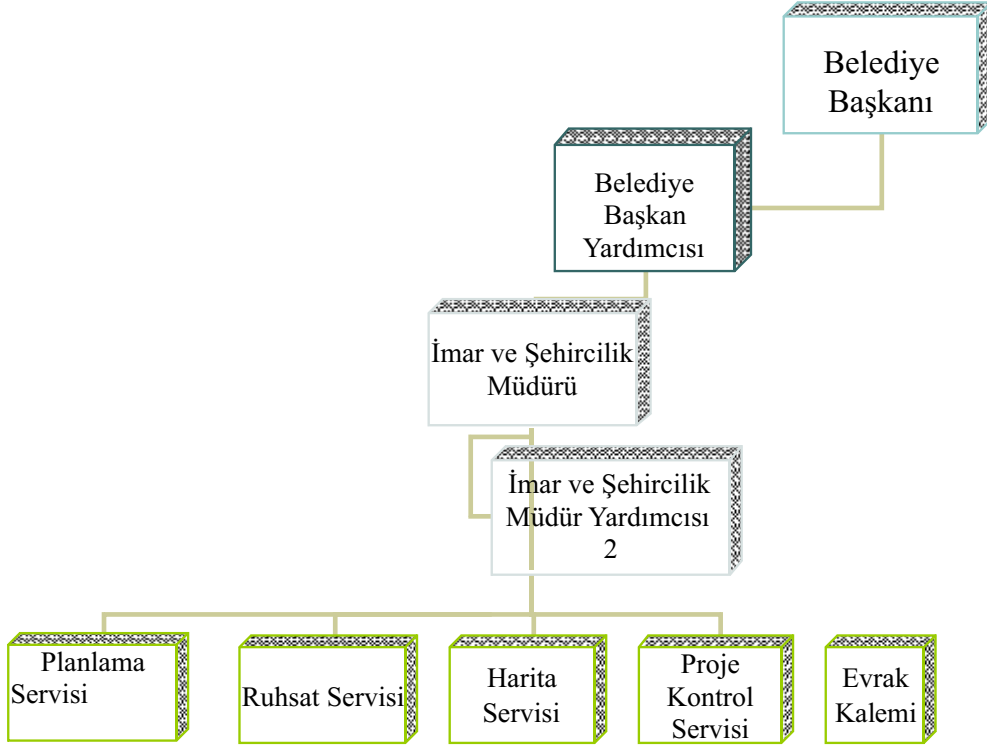 Belediye
Başkanı
Belediye
Başkan
Yardımcısı
İmar ve Şehircilik
Müdürü
İmar ve Şehircilik
Müdür Yardımcısı
2
Planlama
Servisi
Ruhsat Servisi
Harita
Servisi
Proje
Kontrol
Servisi
Evrak
Kalemi